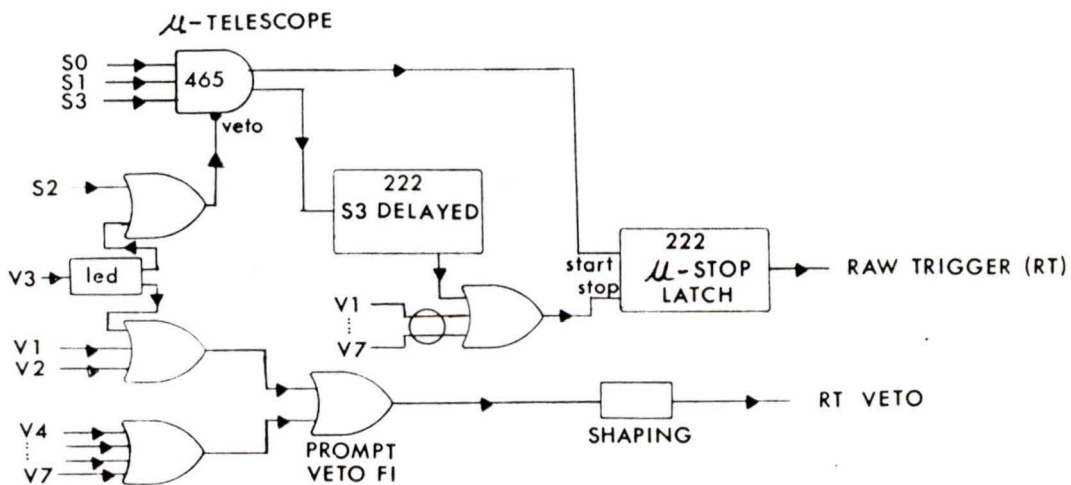 μ-TELESCOPE
S0
S1
S3
465
veto
S2
222
S3 DELAYED
V3
led
222
μ-STOP
LATCH
start
stop
RAW TRIGGER (RT)
V1
V7
V1
V2
RT VETO
SHAPING
V4
V7
PROMPT
VETO FI